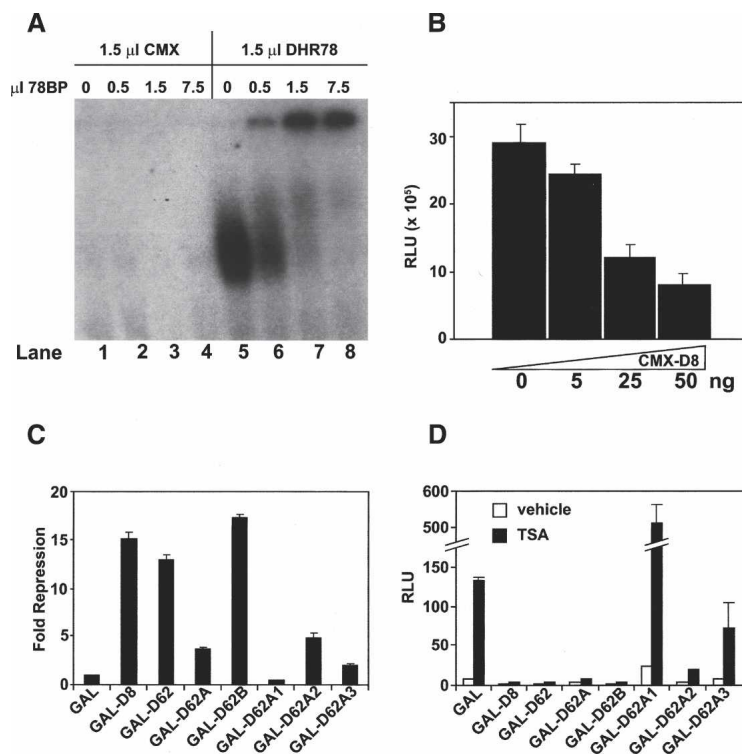 A
1.5 µl CMX 1.5 µl DHR78
µl 78BP 0 0.5 1.5 7.5 0 0.5 1.5 7.5
Lane 1 2 3 4 5 6 7 8
B
RLU (x 10⁵)
30
20
10
0
CMX-D8
0 5 25 50 ng
C
Fold Repression
20
15
10
5
0
GAL GAL-D8 GAL-D62 GAL-D62A GAL-D62B GAL-D62A1 GAL-D62A2 GAL-D62A3
D
RLU
600
500
150
100
50
0
vehicle
TSA
GAL GAL-D8 GAL-D62 GAL-D62A GAL-D62B GAL-D62A1 GAL-D62A2 GAL-D62A3